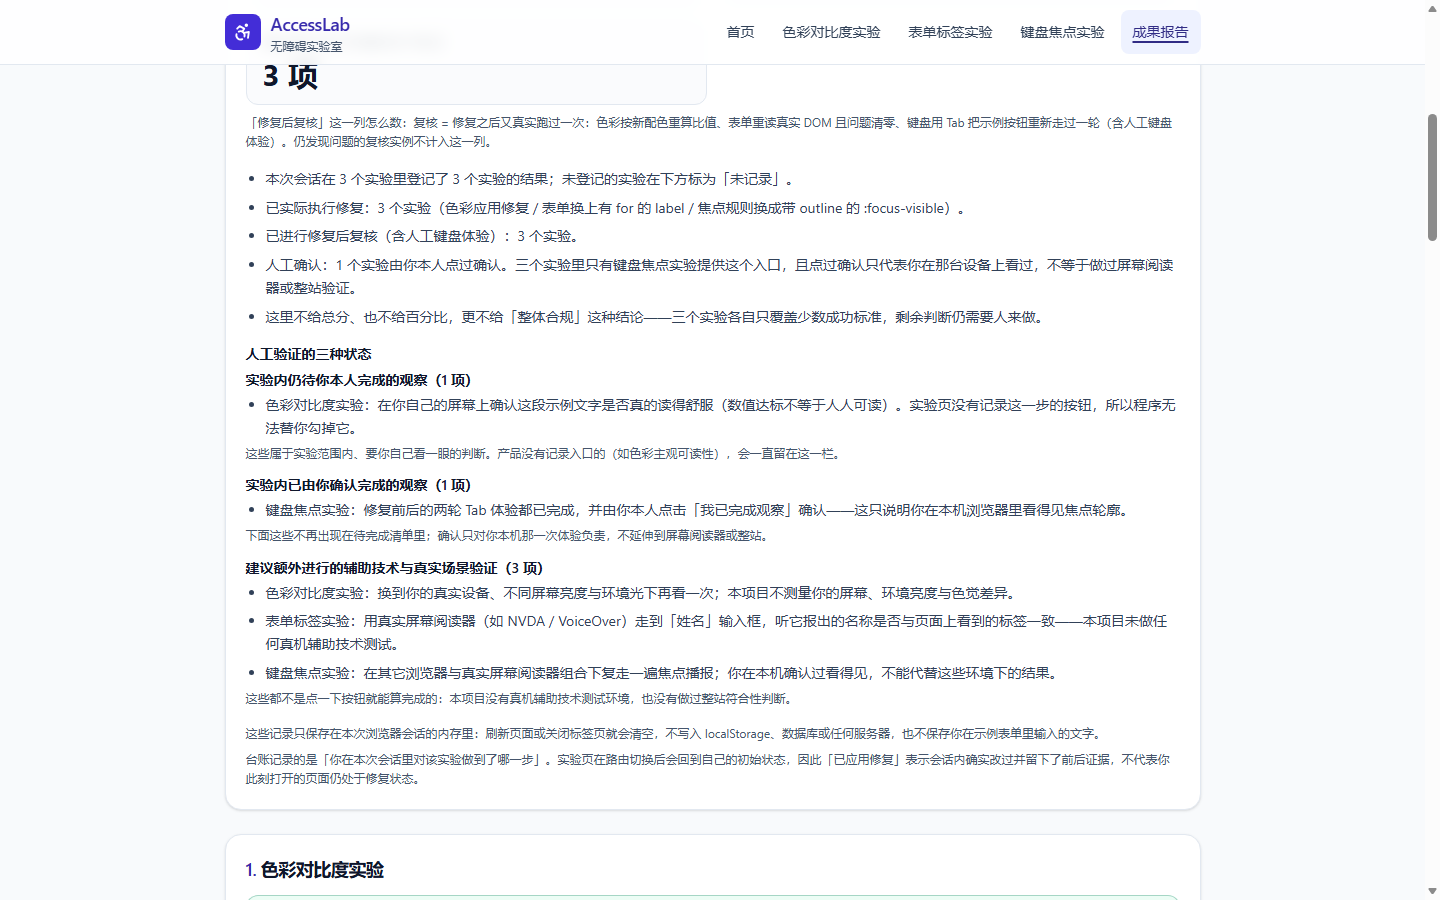 AccessLab
无障碍实验室
首页
色彩对比度实验
表单标签实验
键盘焦点实验
成果报告
3 项
「修复后复核」这一列怎么数：复核 = 修复之后又真实跑过一次：色彩按新配色重算比值、表单重读真实 DOM 且问题清零、键盘用 Tab 把示例按钮重新走过一轮（含人工键盘
体验）。仍发现问题的复核实例不计入这一列。
本次会话在 3 个实验里登记了 3 个实验的结果；未登记的实验在下方标为「未记录」。
已实际执行修复：3 个实验（色彩应用修复 / 表单换上有 for 的 label / 焦点规则换成带 outline 的 :focus-visible）。
已进行修复后复核（含人工键盘体验）：3 个实验。
人工确认：1 个实验由你本人点过确认。三个实验里只有键盘焦点实验提供这个入口，且点过确认只代表你在那台设备上看过，不等于做过屏幕阅读
器或整站验证。
这里不给总分、也不给百分比，更不给「整体合规」这种结论——三个实验各自只覆盖少数成功标准，剩余判断仍需要人来做。
人工验证的三种状态
实验内仍待你本人完成的观察（1 项）
色彩对比度实验：在你自己的屏幕上确认这段示例文字是否真的读得舒服（数值达标不等于人人可读）。实验页没有记录这一步的按钮，所以程序无
法替你勾掉它。
这些属于实验范围内、要你自己看一眼的判断。产品没有记录入口的（如色彩主观可读性），会一直留在这一栏。
实验内已由你确认完成的观察（1 项）
键盘焦点实验：修复前后的两轮 Tab 体验都已完成，并由你本人点击「我已完成观察」确认——这只说明你在本机浏览器里看得见焦点轮廓。
下面这些不再出现在待完成清单里；确认只对你本机那一次体验负责，不延伸到屏幕阅读器或整站。
建议额外进行的辅助技术与真实场景验证（3 项）
色彩对比度实验：换到你的真实设备、不同屏幕亮度与环境光下再看一次；本项目不测量你的屏幕、环境亮度与色觉差异。
表单标签实验：用真实屏幕阅读器（如 NVDA / VoiceOver）走到「姓名」输入框，听它报出的名称是否与页面上看到的标签一致——本项目未做任
何真机辅助技术测试。
键盘焦点实验：在其它浏览器与真实屏幕阅读器组合下复走一遍焦点播报；你在本机确认过看得见，不能代替这些环境下的结果。
这些都不是点一下按钮就能算完成的：本项目没有真机辅助技术测试环境，也没有做过整站符合性判断。
这些记录只保存在本次浏览器会话的内存里：刷新页面或关闭标签页就会清空，不写入 localStorage、数据库或任何服务器，也不保存你在示例表单里输入的文字。
台账记录的是「你在本次会话里对该实验做到了哪一步」。实验页在路由切换后会回到自己的初始状态，因此「已应用修复」表示会话内确实改过并留下了前后证据，不代表你
此刻打开的页面仍处于修复状态。
1. 色彩对比度实验